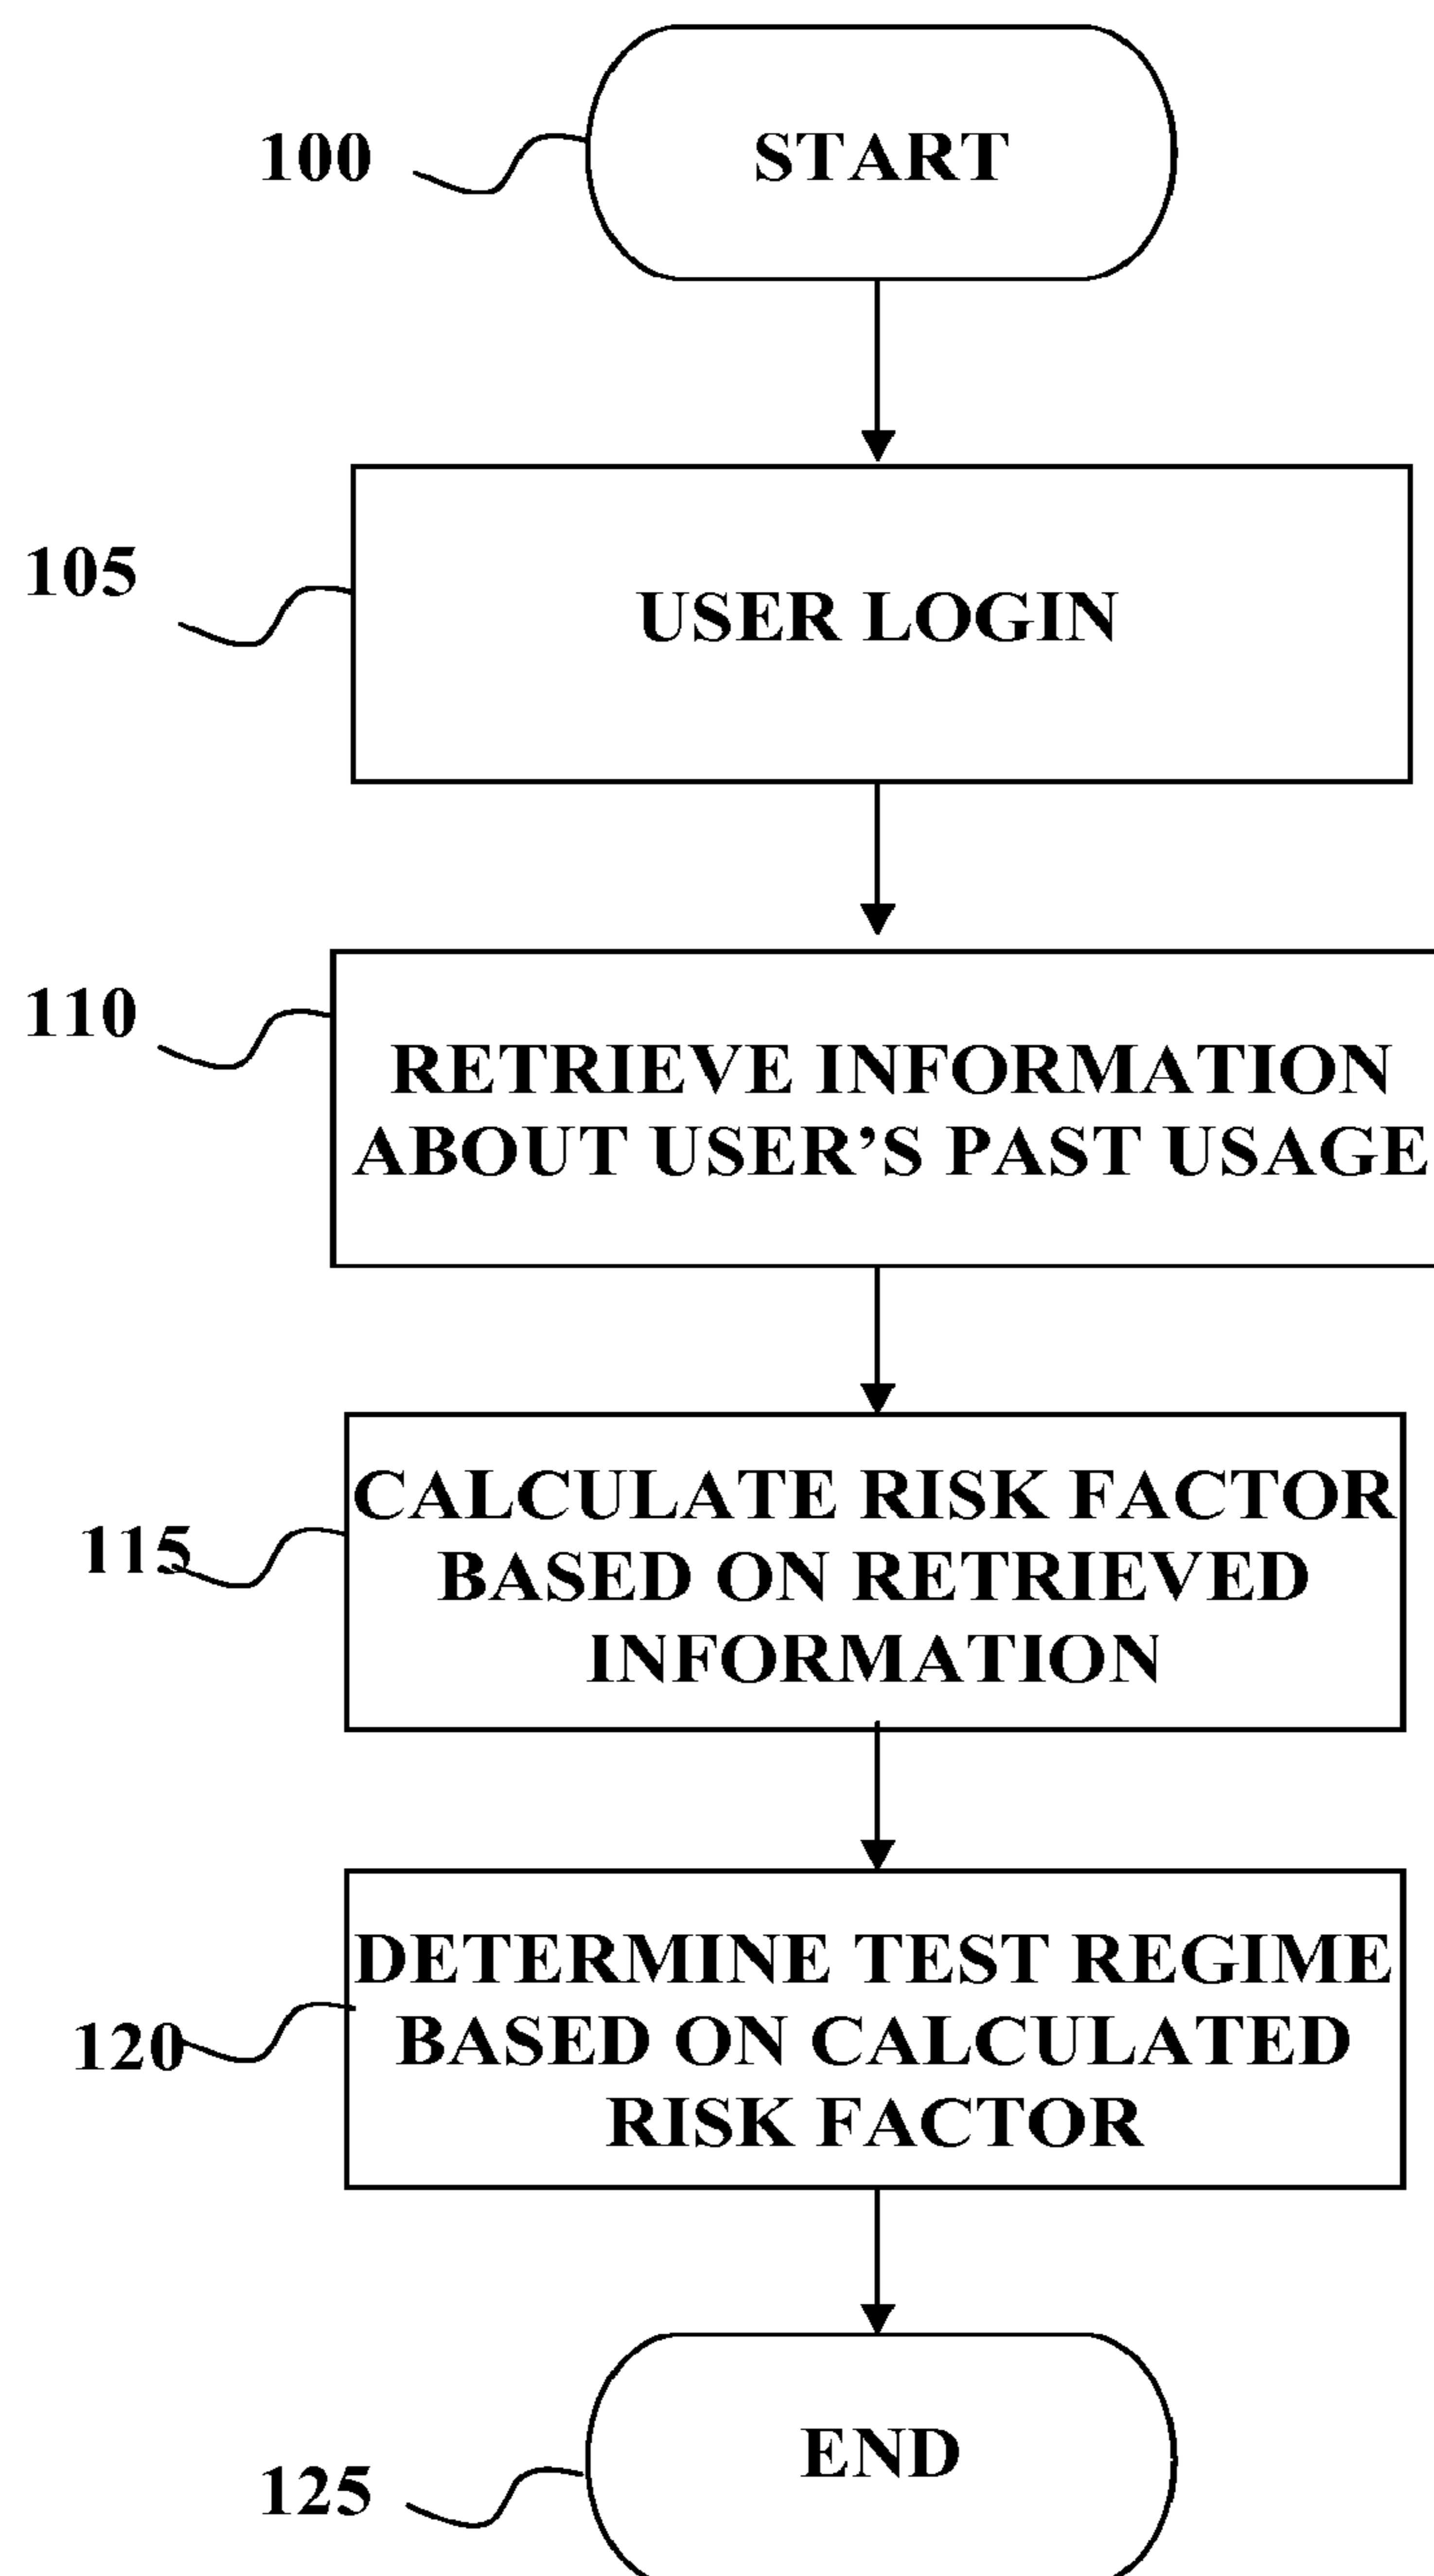 100
START
105
USER LOGIN
110
RETRIEVE INFORMATION
ABOUT USER’S PAST USAGE
115
CALCULATE RISK FACTOR
BASED ON RETRIEVED
INFORMATION
120
DETERMINE TEST REGIME
BASED ON CALCULATED
RISK FACTOR
125
END